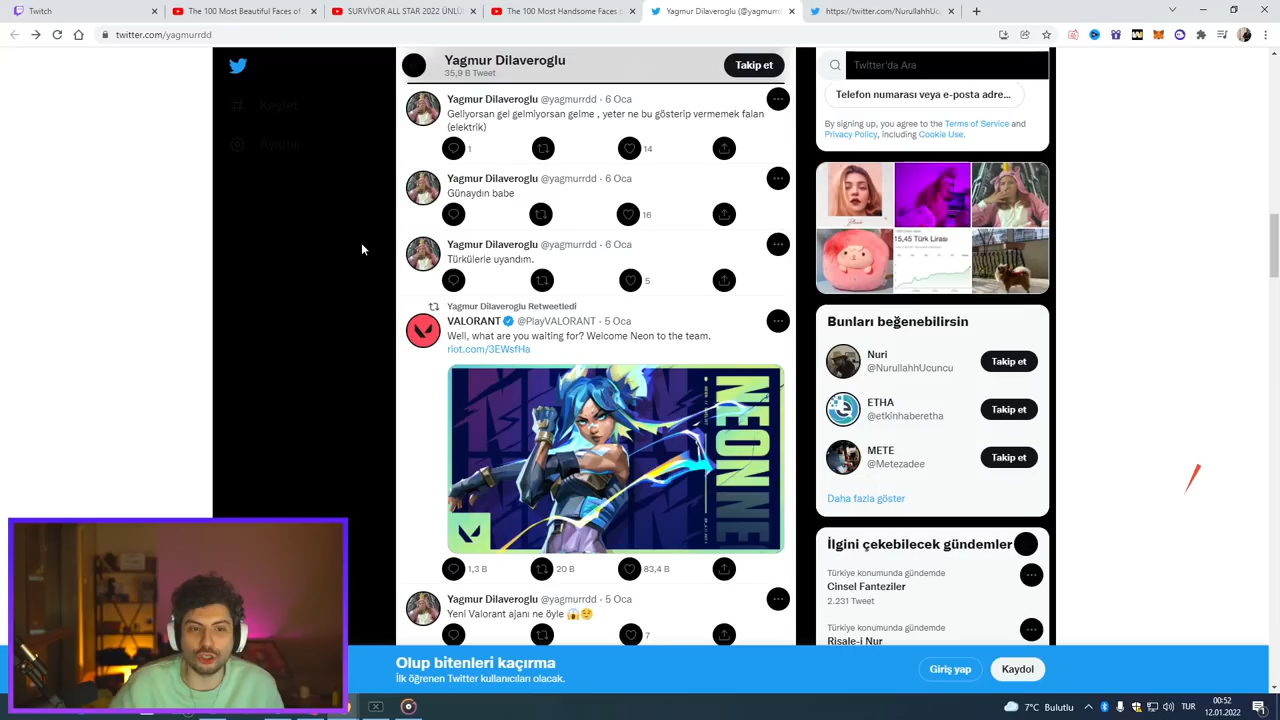 Twitch
The 100 Most Beautiful Faces of
SURVİVOR ALL STAR 2022 ÜNLÜ
The 100 Handsome Faces o
Yagmur Dilaveroglu (@yagmurrd
https://twitter.com/NurullahhUc
twitter.com/yagmurrdd
Keşfet
Ayarlar
Yagmur Dilaveroglu
35,9 B Tweet
Takip et
Yagmur Dilaveroglu @yagmurrdd · 6 Oca
Geliyorsan gel gelmiyorsan gelme , yeter ne bu gösterip vermemek falan
(elektrik)
1
14
Yagmur Dilaveroglu @yagmurrdd · 6 Oca
Günaydın babe
16
Yagmur Dilaveroglu @yagmurrdd · 6 Oca
Türkülerle uyandım.
5
Yagmur Dilaveroglu Retweetledi
VALORANT @PlayVALORANT · 5 Oca
Well, what are you waiting for? Welcome Neon to the team.
riot.com/3EWsfHa
NEON
NE
1,3 B
20 B
83,4 B
Yagmur Dilaveroglu @yagmurrdd · 5 Oca
Yeni Valorant ajanı ne öyle 😱😌
7
Twitter'da Ara
Telefon numarası veya e-posta adre...
By signing up, you agree to the Terms of Service and
Privacy Policy, including Cookie Use.
15,45 Türk Lirası
Bunları beğenebilirsin
Nuri
@NurullahhUcuncu
Takip et
ETHA
@etkinhaberetha
Takip et
METE
@Metezadee
Takip et
Daha fazla göster
İlgini çekebilecek gündemler
Türkiye konumunda gündemde
Cinsel Fanteziler
2.231 Tweet
Türkiye konumunda gündemde
Risale-i Nur
Olup bitenleri kaçırma
İlk öğrenen Twitter kullanıcıları olacak.
Giriş yap
Kaydol
7°C Bulutlu
TUR
00:52
12.01.2022